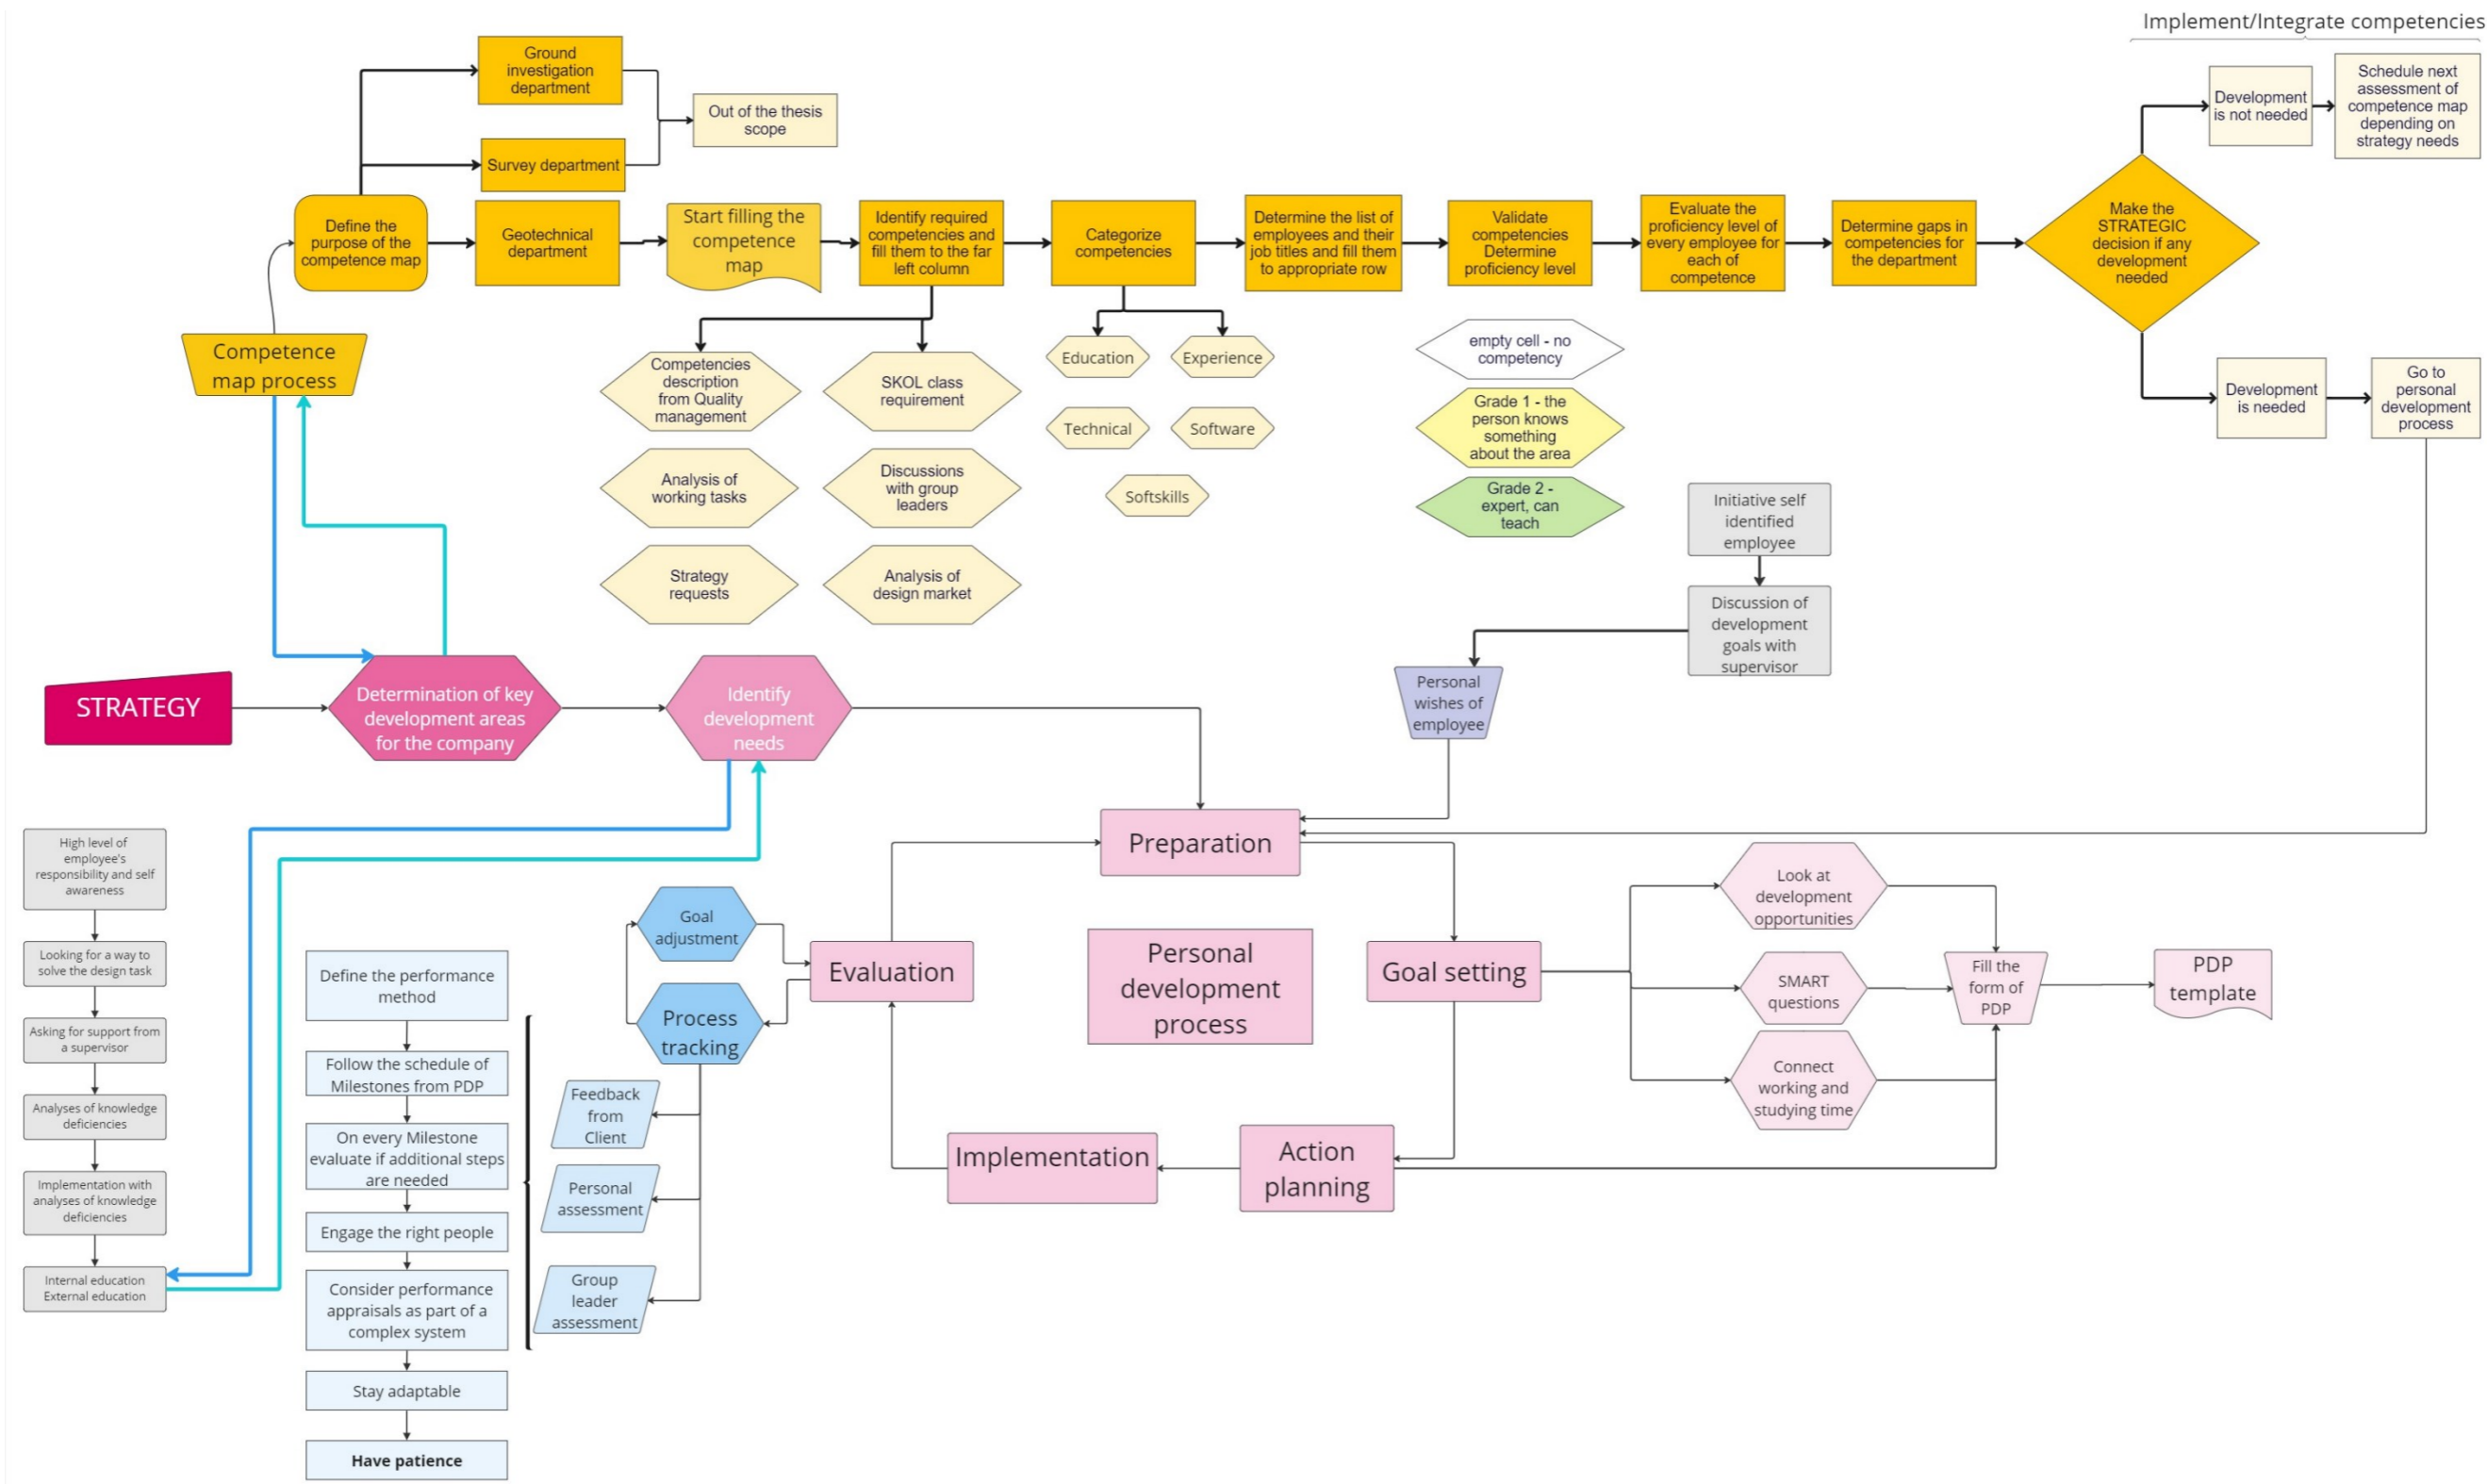 Implement/Integrate competencies
Ground
investigation
department
Out of the thesis
scope
Survey department
Development
is not needed
Schedule next
assessment of
competence map
depending on
strategy needs
Define the
purpose of the
competence map
Geotechnical
department
Start filling the
competence
map
Identify required
competencies and
fill them to the far
left column
Categorize
competencies
Determine the list of
employees and their
job titles and fill them
to appropriate row
Validate
competencies
Determine
proficiency level
Evaluate the
proficiency level of
every employee for
each of
competence
Determine gaps in
competencies for
the department
Make the
STRATEGIC
decision if any
development
needed
Competence
map process
Competencies
description
from Quality
management
SKOL class
requirement
Education
Experience
empty cell - no
competency
Development
is needed
Go to
personal
development
process
Technical
Software
Grade 1 - the
person knows
something
about the area
Analysis of
working tasks
Discussions
with group
leaders
Softskills
Grade 2 -
expert, can
teach
Initiative self
identified
employee
Strategy
requests
Analysis of
design market
Discussion of
development
goals with
supervisor
STRATEGY
Determination of key
development areas
for the company
Identify
development
needs
Personal
wishes of
employee
High level of
employee's
responsibility and self
awareness
Looking for a way to
solve the design task
Asking for support from
a supervisor
Analyses of knowledge
deficiencies
Implementation with
analyses of knowledge
deficiencies
Internal education
External education
Define the performance
method
Follow the schedule of
Milestones from PDP
On every Milestone
evaluate if additional steps
are needed
Engage the right people
Consider performance
appraisals as part of a
complex system
Stay adaptable
Have patience
Goal
adjustment
Process
tracking
Feedback
from
Client
Personal
assessment
Group
leader
assessment
Preparation
Evaluation
Personal
development
process
Goal setting
Implementation
Action
planning
Look at
development
opportunities
SMART
questions
Connect
working and
studying time
Fill the
form of
PDP
PDP
template